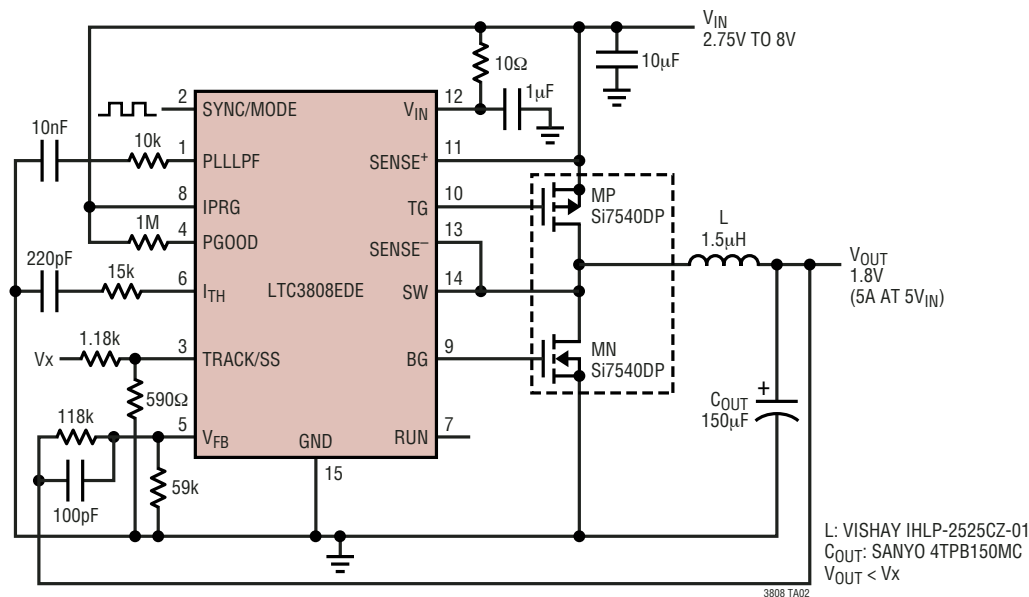 VIN
2.75V TO 8V
10Ω
10µF
2
SYNC/MODE
VIN
12
1µF
10nF
10k
1
PLLLPF
SENSE+
11
8
IPRG
TG
10
MP
Si7540DP
1M
4
PGOOD
SENSE–
13
L
1.5µH
220pF
15k
6
ITH
LTC3808EDE
SW
14
VOUT
1.8V
(5A AT 5VIN)
Vx
1.18k
3
TRACK/SS
BG
9
MN
Si7540DP
590Ω
+
COUT
150µF
118k
5
VFB
GND
RUN
7
15
100pF
59k
L: VISHAY IHLP-2525CZ-01
COUT: SANYO 4TPB150MC
VOUT < Vx
3808 TA02